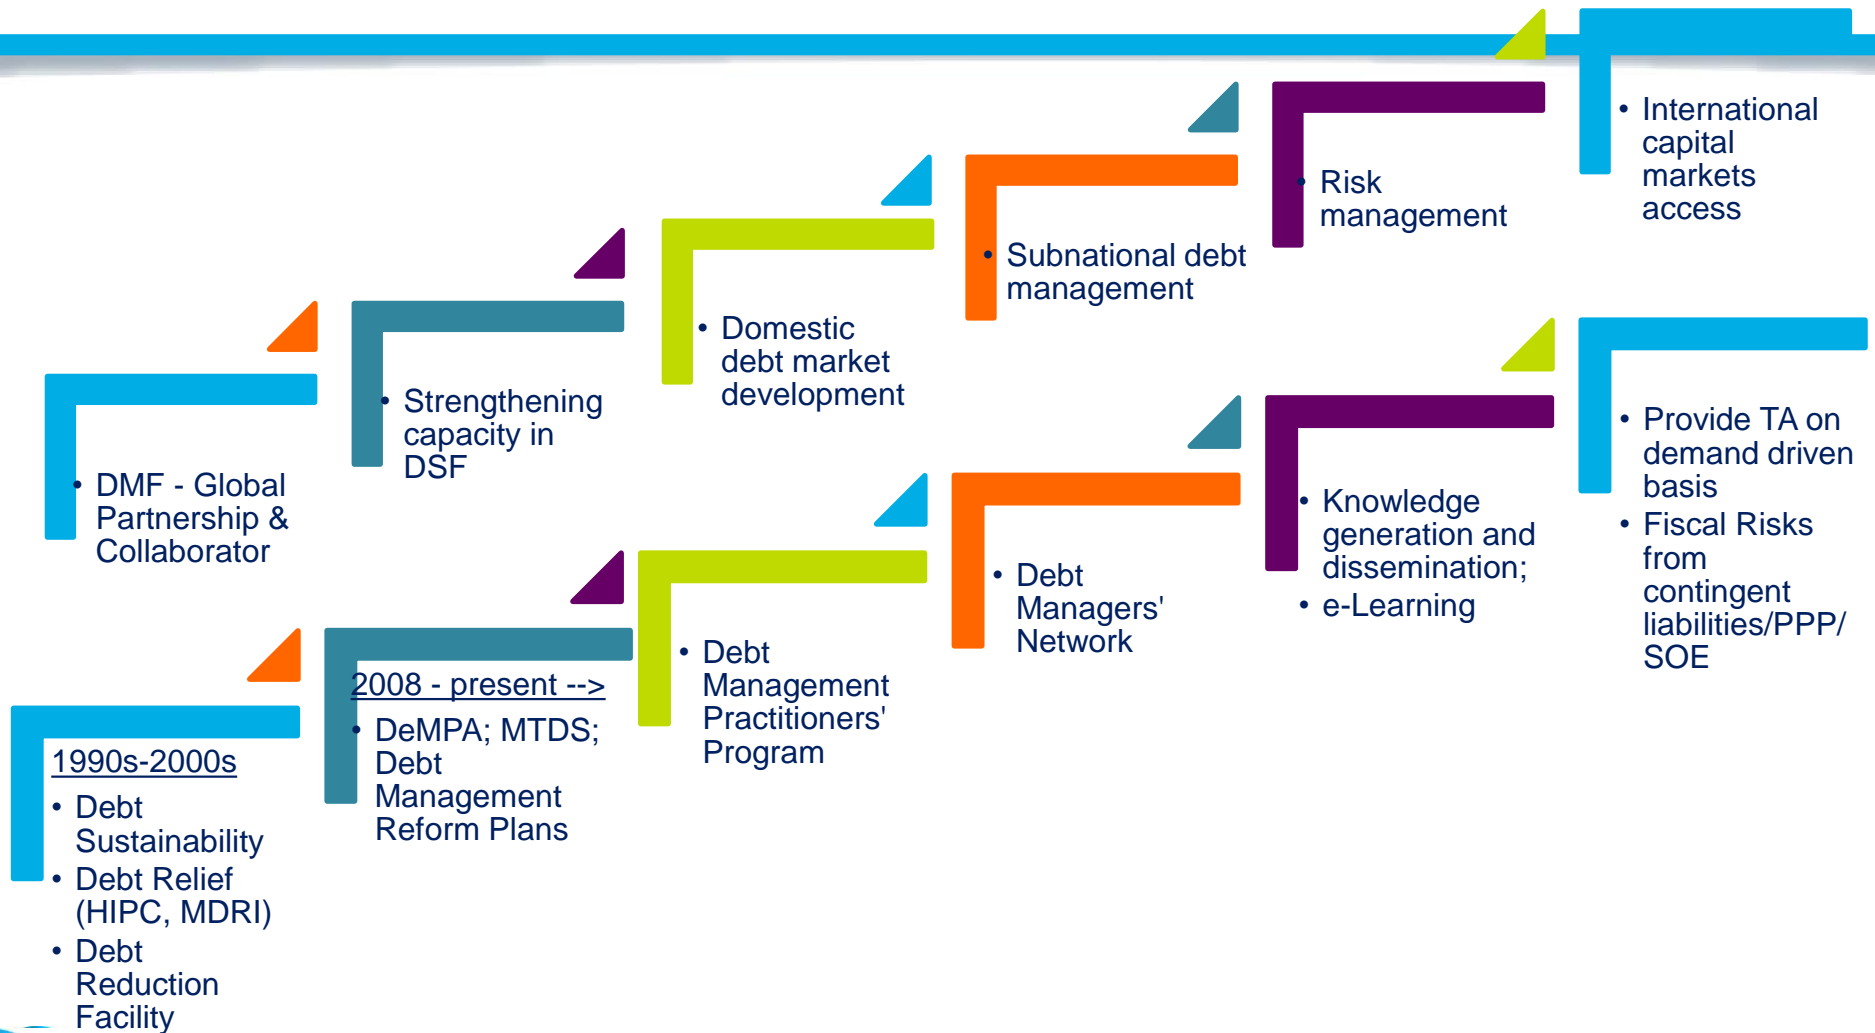 • DMF - Global
Partnership &
Collaborator
• Strengthening
capacity in
DSF
• Domestic
debt market
development
• Subnational debt
management
• Risk
management
• International
capital
markets
access
1990s-2000s
• Debt
Sustainability
• Debt Relief
(HIPC, MDRI)
• Debt
Reduction
Facility
2008 - present -->
• DeMPA; MTDS;
Debt
Management
Reform Plans
• Debt
Management
Practitioners'
Program
• Debt
Managers'
Network
• Knowledge
generation and
dissemination;
• e-Learning
• Provide TA on
demand driven
basis
• Fiscal Risks
from
contingent
liabilities/PPP/
SOE